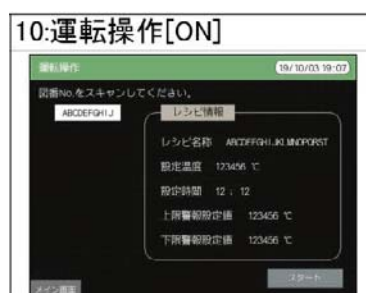 10:運転操作[ON]
運転操作
19/10/03 19:07
図番No.をスキャンしてください。
ABCDEFGHIJ
レシピ情報
レシピ名称 ABCDEFGHIJKLMNOPQRST
設定温度 123456 ℃
設定時間 12 : 12
上限警報設定値 123456 ℃
下限警報設定値 123456 ℃
スタート
メイン画面